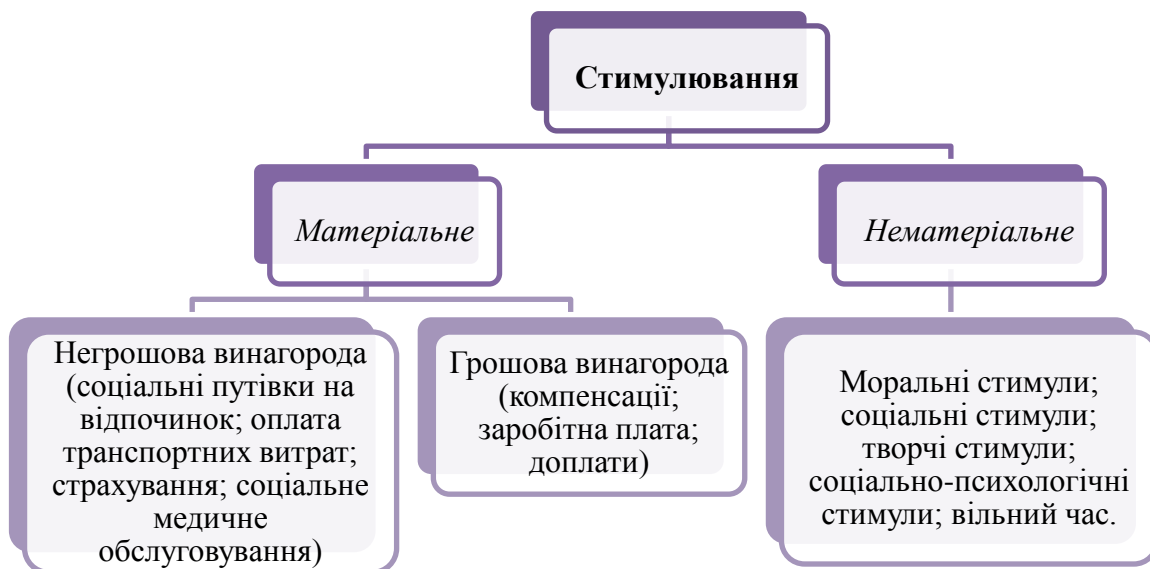 Стимулювання
Матеріальне
Нематеріальне
Негрошова винагорода
(соціальні путівки на
відпочинок; оплата
транспортних витрат;
страхування; соціальне
медичне
обслуговування)
Грошова винагорода
(компенсації;
заробітна плата;
доплати)
Моральні стимули;
соціальні стимули;
творчі стимули;
соціально-психологічні
стимули; вільний час.